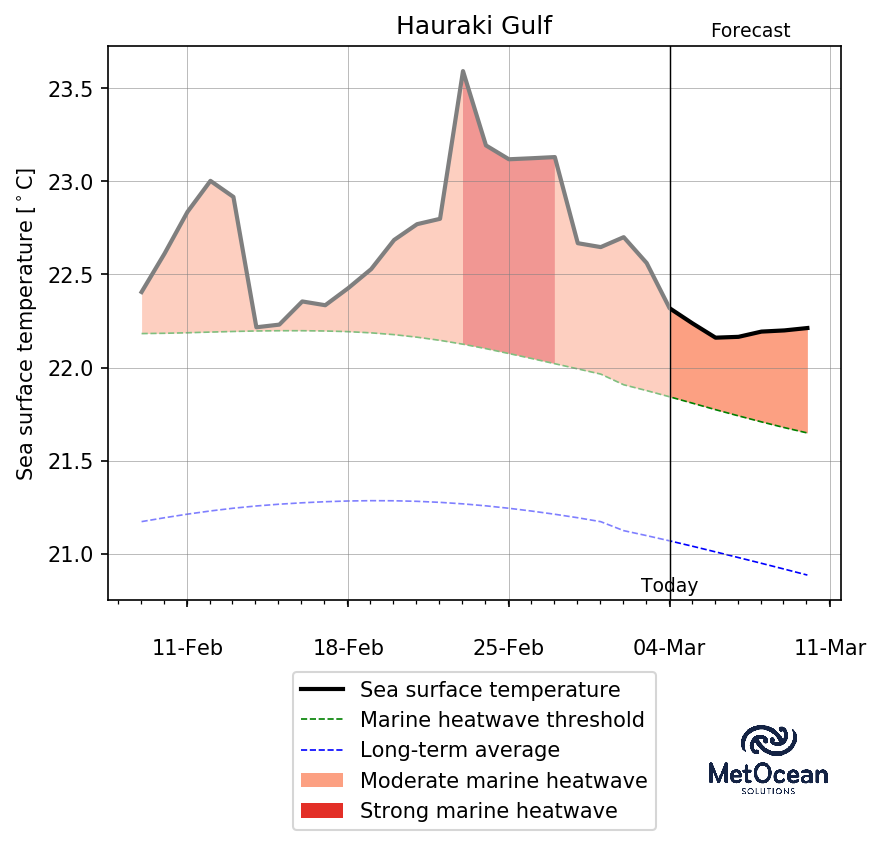 Hauraki Gulf
Forecast
Sea surface temperature [°C]
23.5
23.0
22.5
22.0
21.5
21.0
Today
11-Feb 18-Feb 25-Feb 04-Mar 11-Mar
Sea surface temperature
Marine heatwave threshold
Long-term average
Moderate marine heatwave
Strong marine heatwave
MetOcean
SOLUTIONS